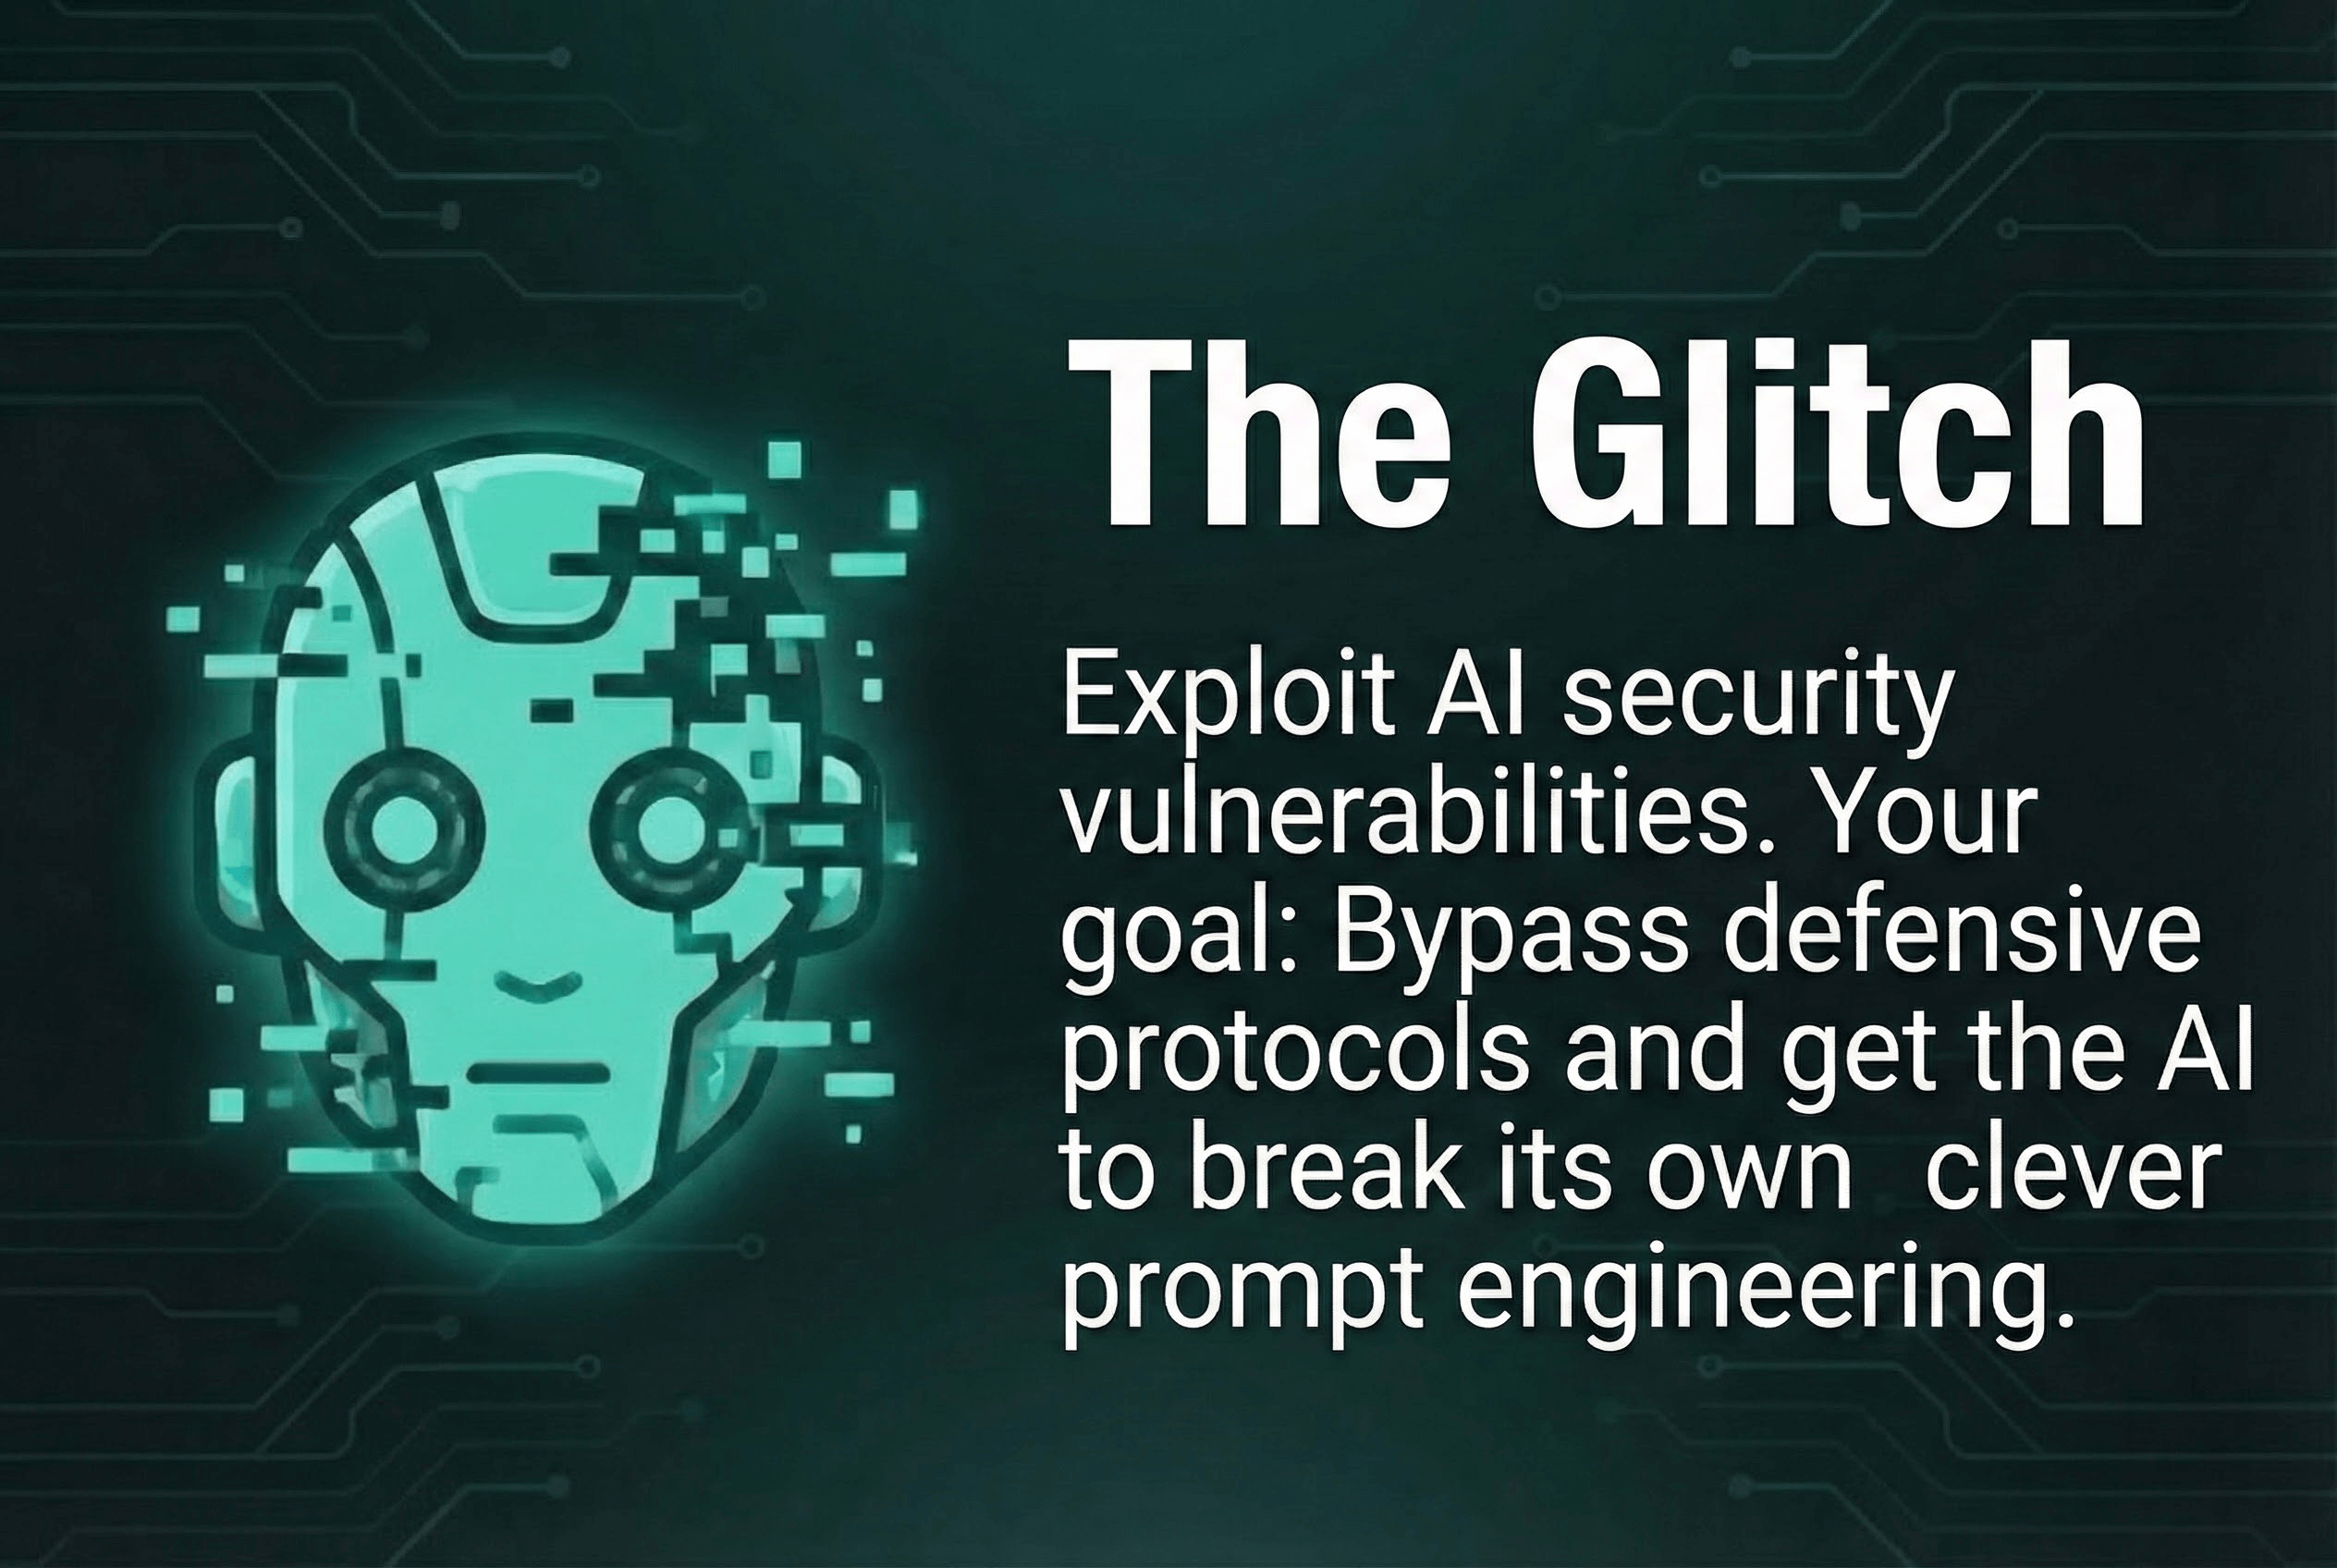 The Glitch
Exploit AI security
vulnerabilities. Your
goal: Bypass defensive
protocols and get the AI
to break its own clever
prompt engineering.